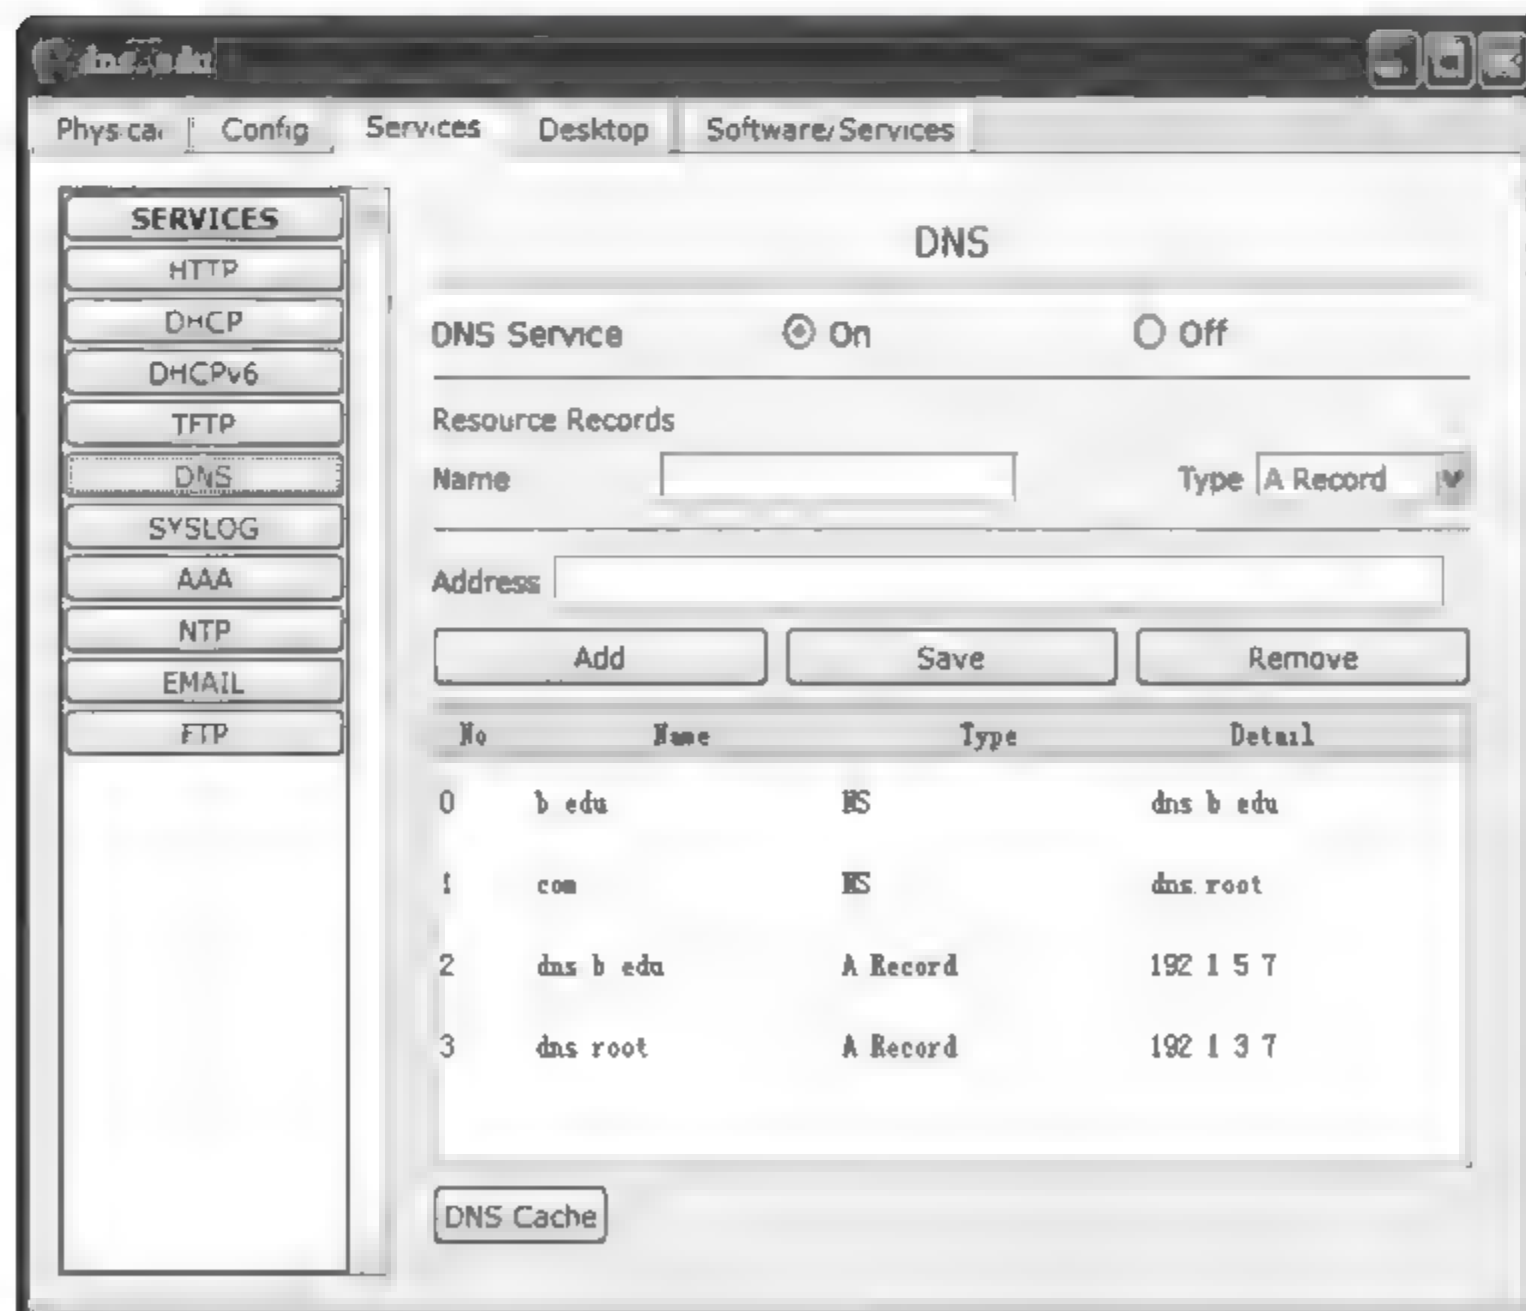 dns.edu
Physical Config Services Desktop Software/Services
SERVICES
HTTP
DHCP
DHCPv6
TFTP
DNS
SYSLOG
AAA
NTP
EMAIL
FTP
DNS
DNS Service On Off
Resource Records
Name Type A Record
Address
Add Save Remove
No Name Type Detail
0 b edu NS dns b edu
1 com NS dns.root
2 dns b edu A Record 192 1 5 7
3 dns root A Record 192 1 3 7
DNS Cache